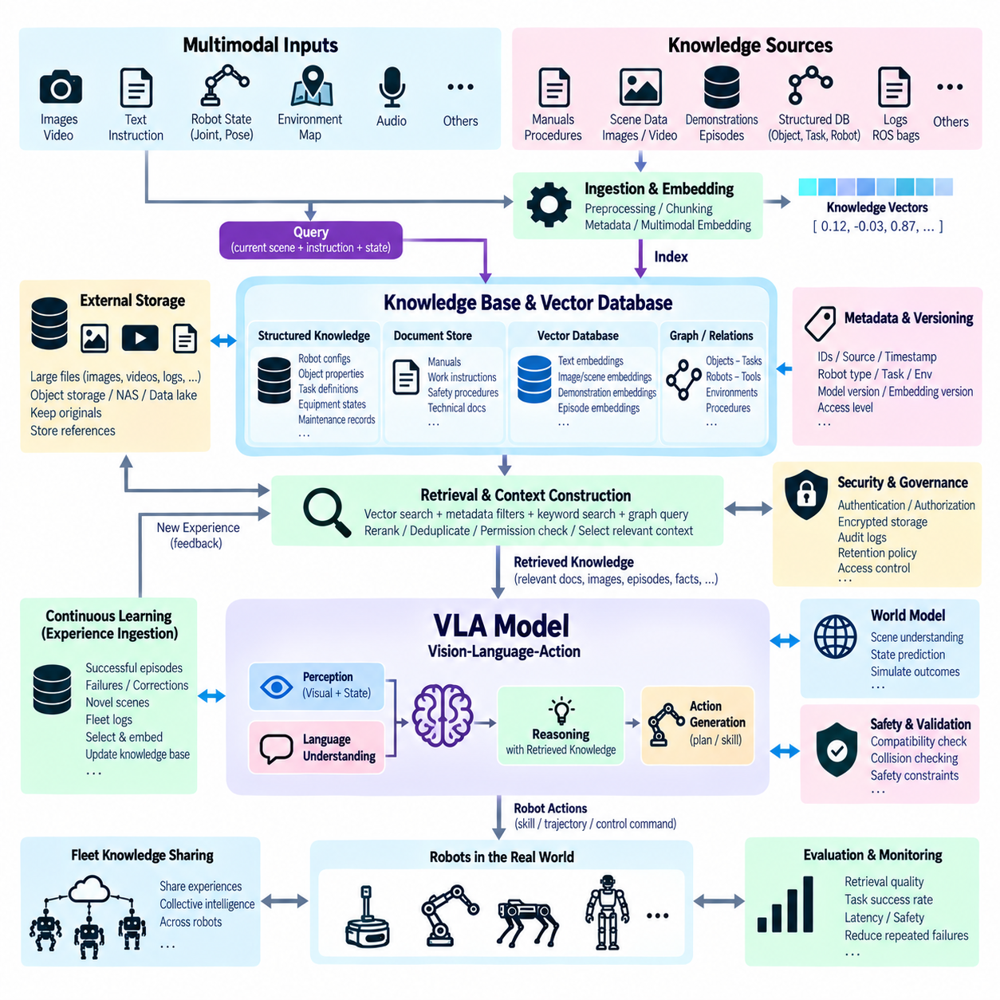 Multimodal Inputs
Images
Video
Text
Instruction
Robot State
(Joint, Pose)
Environment
Map
Audio
...
Others
Knowledge Sources
Manuals
Procedures
Scene Data
Images / Video
Demonstrations
Episodes
Structured DB
(Object, Task, Robot)
Logs
ROS bags
...
Others
Ingestion & Embedding
Preprocessing / Chunking
Metadata / Multimodal Embedding
Knowledge Vectors
[ 0.12, -0.03, 0.87, ... ]
Query
(current scene + instruction + state)
Index
External Storage
Large files (images, videos, logs, ...)
Object storage / NAS / Data lake
Keep originals
Store references
Knowledge Base & Vector Database
Structured Knowledge
Robot configs
Object properties
Task definitions
Equipment states
Maintenance records
...
Document Store
Manuals
Work instructions
Safety procedures
Technical docs
...
Vector Database
Text embeddings
Image/scene embeddings
Demonstration embeddings
Episode embeddings
...
Graph / Relations
Objects – Tasks
Robots – Tools
Environments
Procedures
...
Metadata & Versioning
IDs / Source / Timestamp
Robot type / Task / Env
Model version / Embedding version
Access level
...
Retrieval & Context Construction
Vector search + metadata filters + keyword search + graph query
Rerank / Deduplicate / Permission check / Select relevant context
Security & Governance
Authentication / Authorization
Encrypted storage
Audit logs
Retention policy
Access control
...
New Experience
(feedback)
Retrieved Knowledge
(relevant docs, images, episodes, facts, ...)
Continuous Learning
(Experience Ingestion)
Successful episodes
Failures / Corrections
Novel scenes
Fleet logs
Select & embed
Update knowledge base
...
VLA Model
Vision-Language-Action
Perception
(Visual + State)
Language
Understanding
Reasoning
with Retrieved Knowledge
Action
Generation
(plan / skill)
World Model
Scene understanding
State prediction
Simulate outcomes
...
Safety & Validation
Compatibility check
Collision checking
Safety constraints
...
Robot Actions
(skill / trajectory / control command)
Fleet Knowledge Sharing
Share experiences
Collective intelligence
Across robots
...
Robots in the Real World
...
Evaluation & Monitoring
Retrieval quality
Task success rate
Latency / Safety
Reduce repeated failures
...